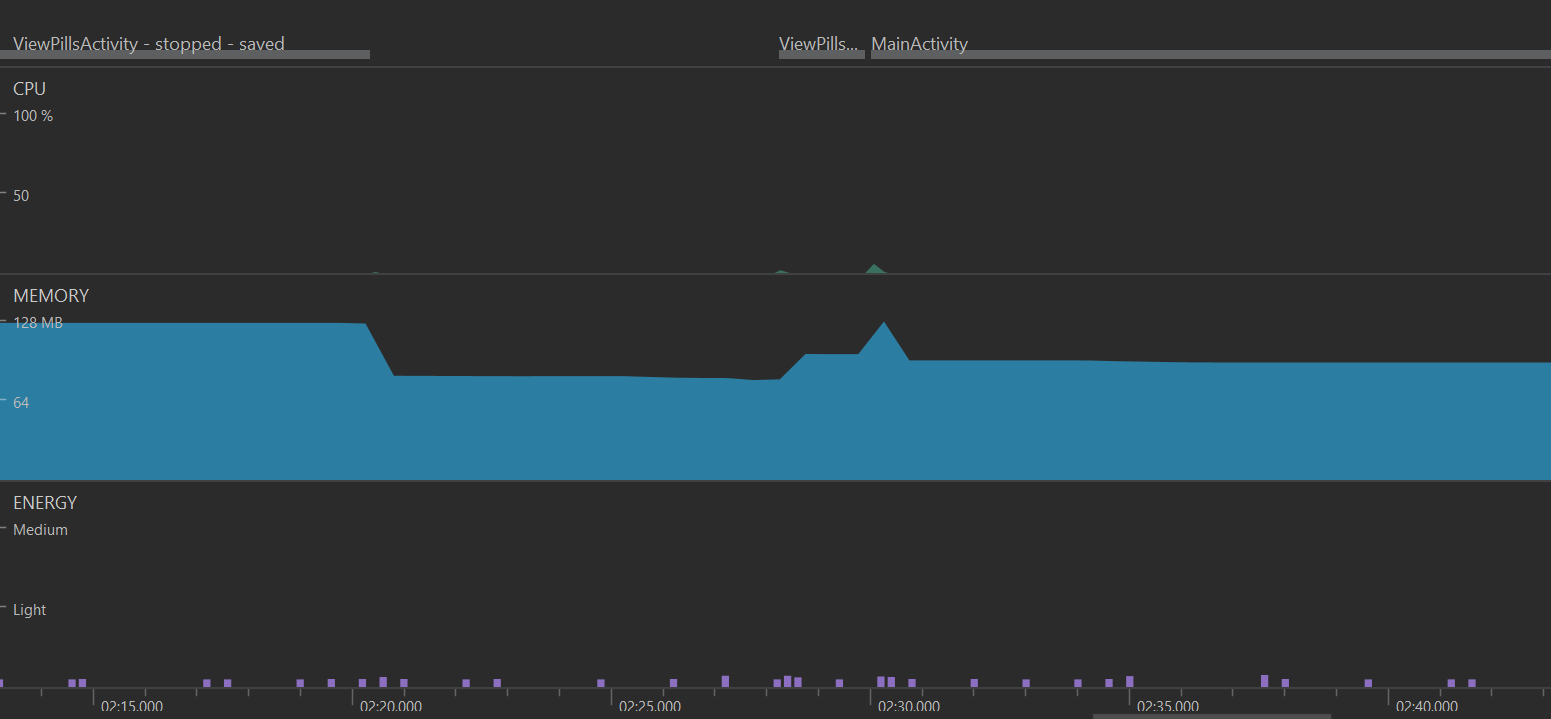 ViewPillsActivity - stopped - saved ViewPills... MainActivity
CPU
100 %
50
MEMORY
128 MB
64
ENERGY
Medium
Light
02:15.000 02:20.000 02:25.000 02:30.000 02:35.000 02:40.000